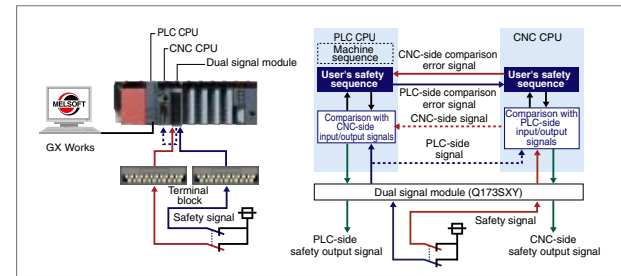 PLC CPU
CNC CPU
Dual signal module
MELSOFT
GX Works
Terminal
block
Safety signal
PLC CPU
CNC CPU
Machine
sequence
CNC-side comparison
error signal
User's safety
sequence
User's safety
sequence
PLC-side comparison
error signal
Comparison with
CNC-side
input/output signals
CNC-side signal
Comparison with
PLC-side
input/output
signals
PLC-side
signal
Dual signal module (Q173SXY)
Safety signal
PLC-side
safety output signal
CNC-side
safety output signal